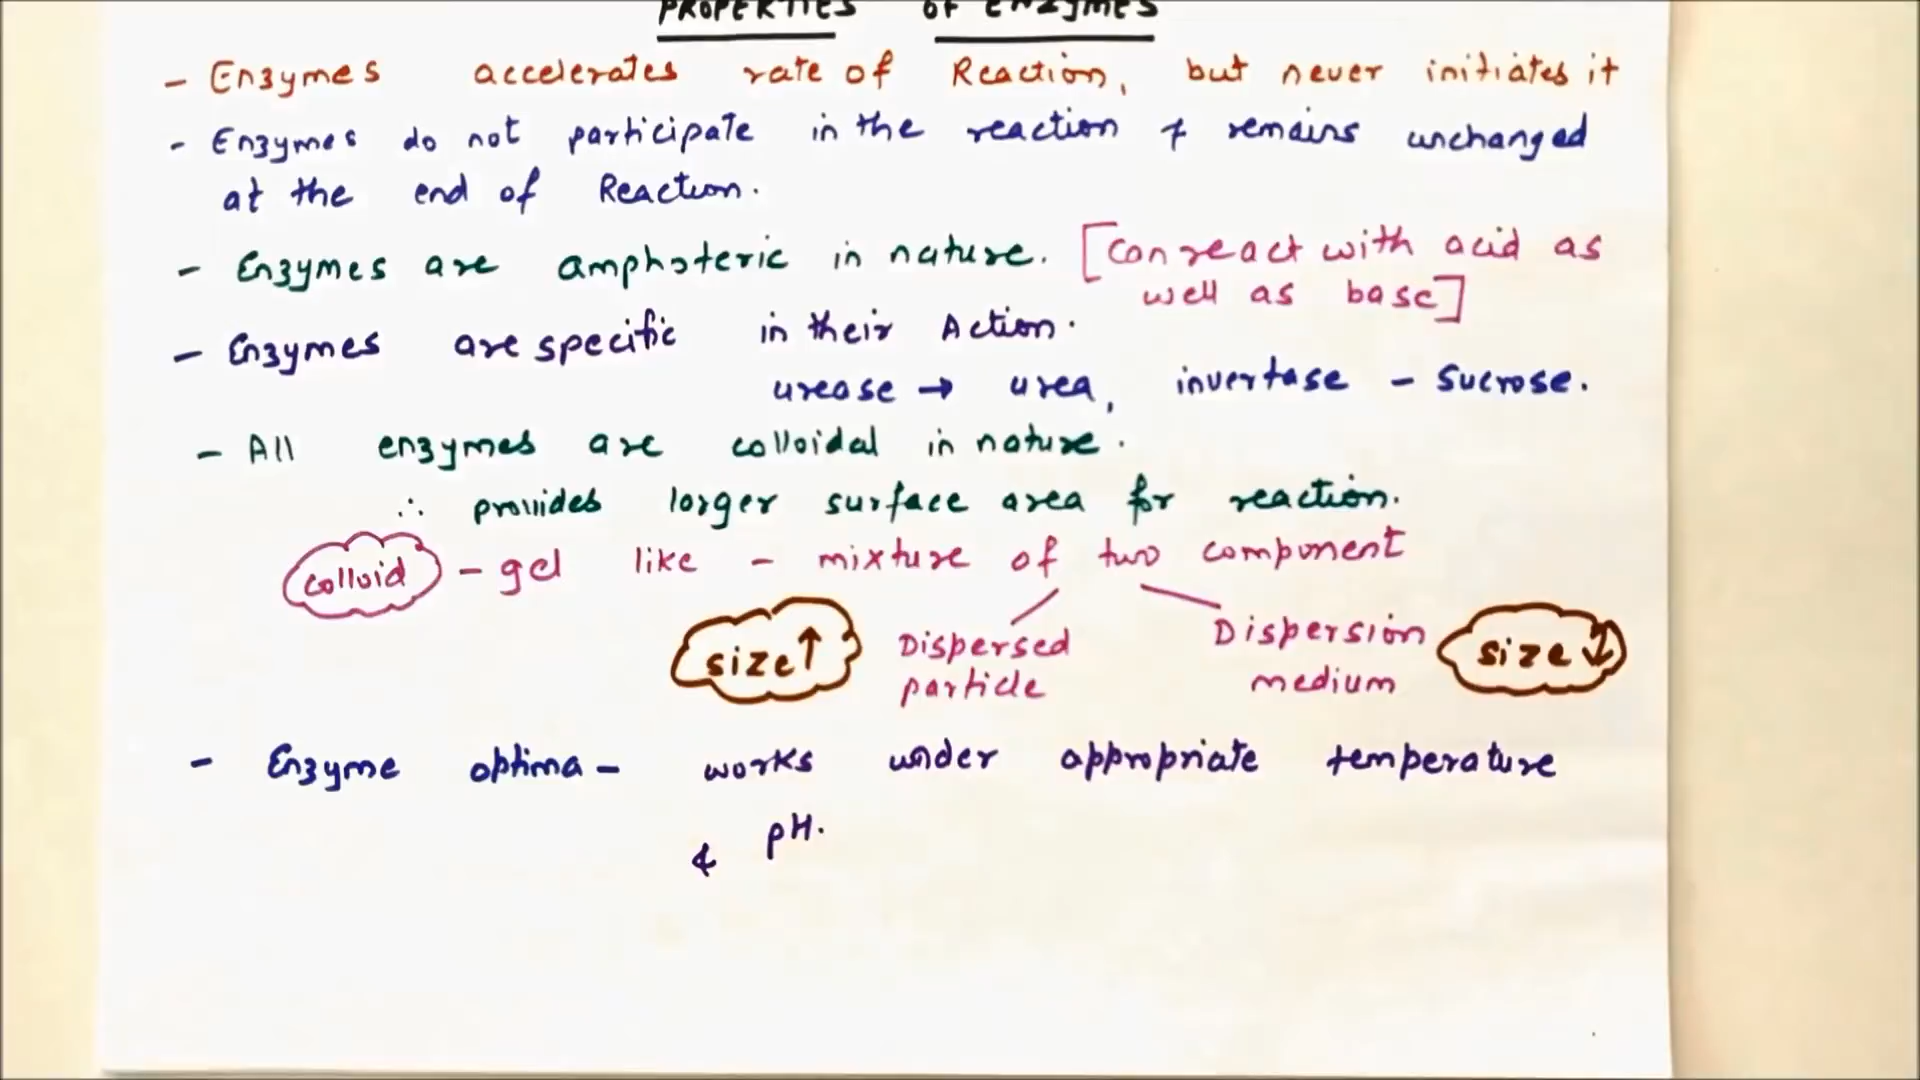 PROPERTIES OF ENZYMES
- Enzymes accelerates rate of Reaction, but never initiates it
- Enzymes do not participate in the reaction & remains unchanged
at the end of Reaction.
- Enzymes are amphoteric in nature. [Can react with acid as
well as base]
- Enzymes are specific in their Action.
urease → urea, invertase - sucrose.
- All enzymes are colloidal in nature.
∴ provides larger surface area for reaction.
colloid - gel like - mixture of two component
size↑ Dispersed particle Dispersion medium size↓
- Enzyme optima - works under appropriate temperature
& pH.